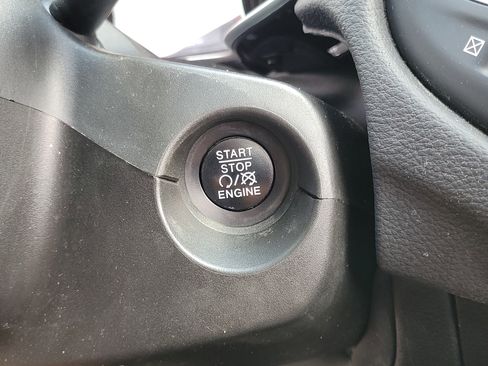 START
STOP
/
ENGINE